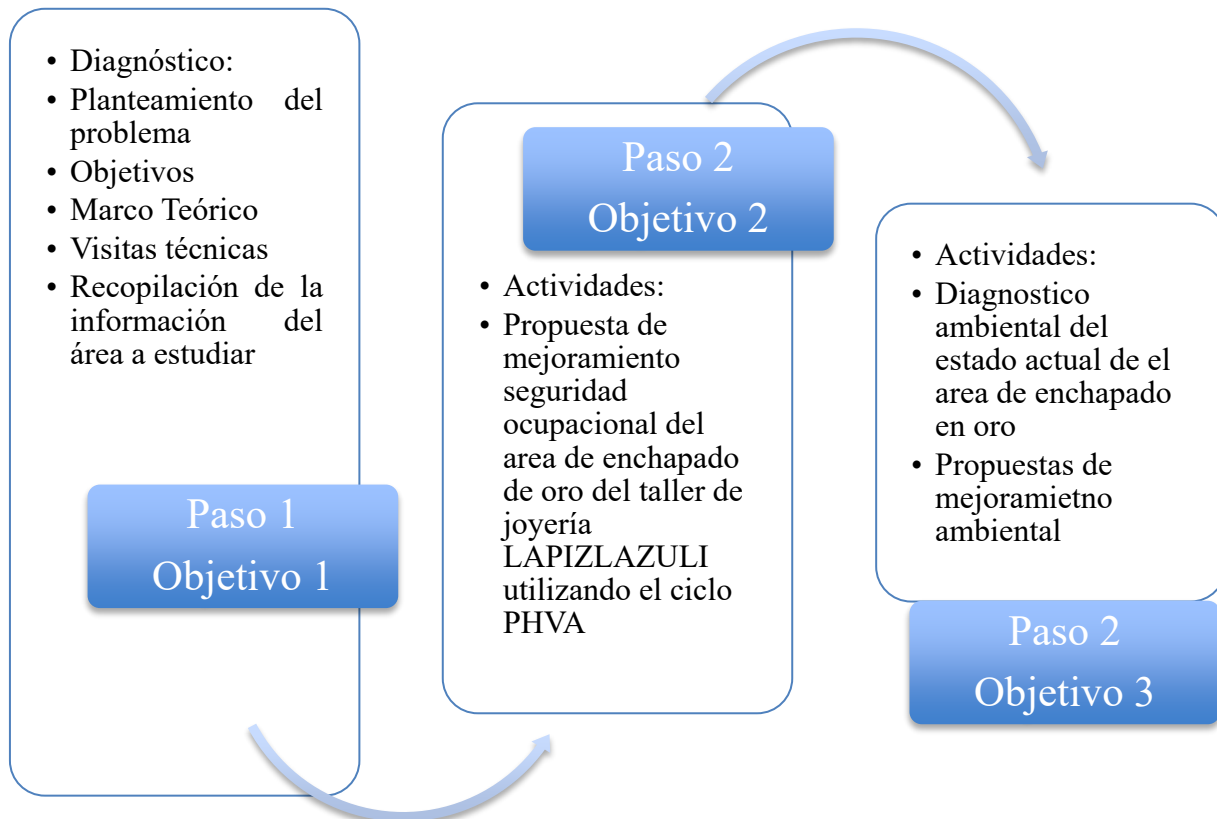 • Diagnóstico:
• Planteamiento del
problema
• Objetivos
• Marco Teórico
• Visitas técnicas
• Recopilación de la
información del
área a estudiar
Paso 1
Objetivo 1
Paso 2
Objetivo 2
• Actividades:
• Propuesta de
mejoramiento
seguridad
ocupacional del
area de enchapado
de oro del taller de
joyería
LAPIZLAZULI
utilizando el ciclo
PHVA
• Actividades:
• Diagnostico
ambiental del
estado actual de el
area de enchapado
en oro
• Propuestas de
mejoramietno
ambiental
Paso 2
Objetivo 3